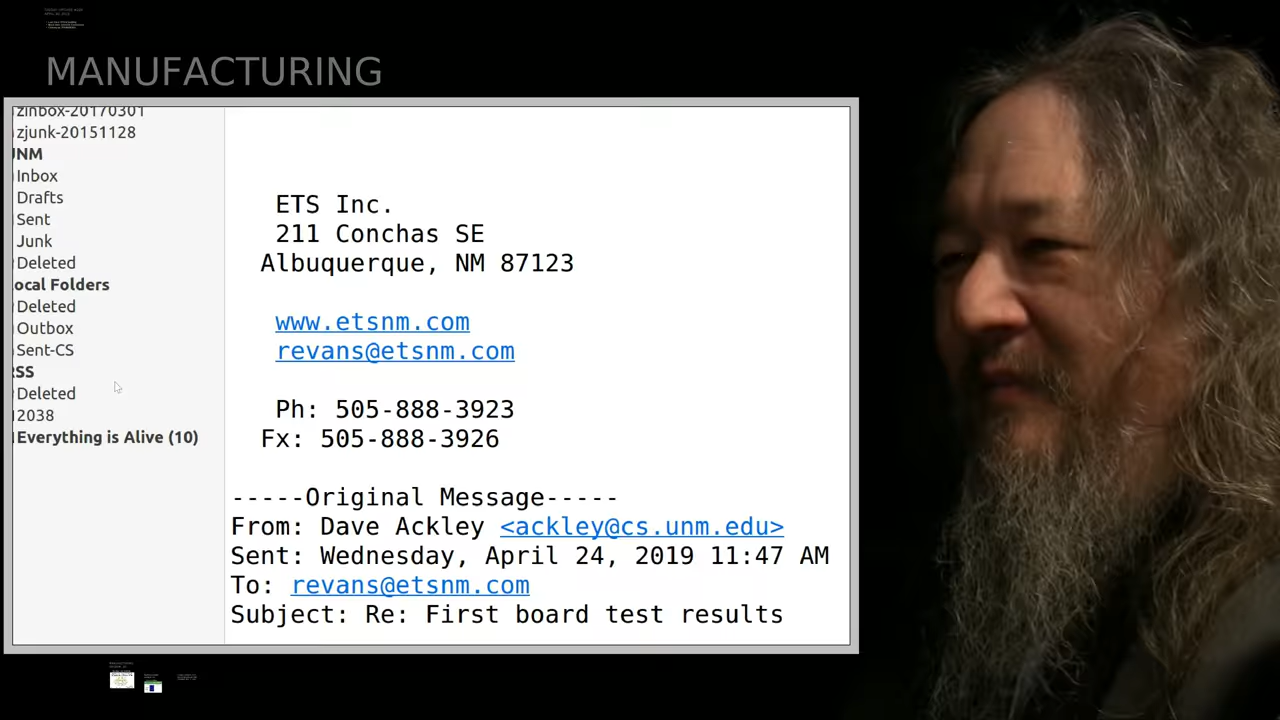 MANUFACTURING
zinbox-20170301
zjunk-20151128
UNM
Inbox
Drafts
Sent
Junk
Deleted
ocal Folders
Deleted
Outbox
Sent-CS
RSS
Deleted
2038
Everything is Alive (10)
ETS Inc.
211 Conchas SE
Albuquerque, NM 87123
www.etsnm.com
revans@etsnm.com
Ph: 505-888-3923
Fx: 505-888-3926
-----Original Message-----
From: Dave Ackley <ackley@cs.unm.edu>
Sent: Wednesday, April 24, 2019 11:47 AM
To: revans@etsnm.com
Subject: Re: First board test results